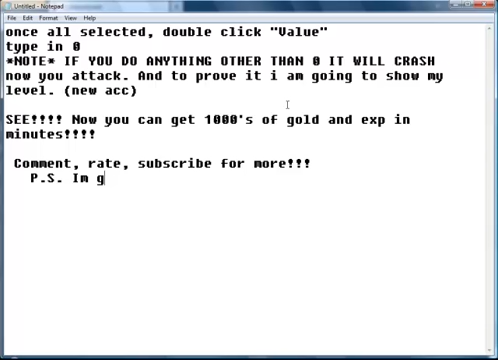 Untitled - Notepad
File Edit Format View Help
once all selected, double click "Value"
type in 0
*NOTE* IF YOU DO ANYTHING OTHER THAN 0 IT WILL CRASH
now you attack. And to prove it i am going to show my
level. (new acc)
SEE!!!! Now you can get 1000's of gold and exp in
minutes!!!!
Comment, rate, subscribe for more!!!
P.S. Im g